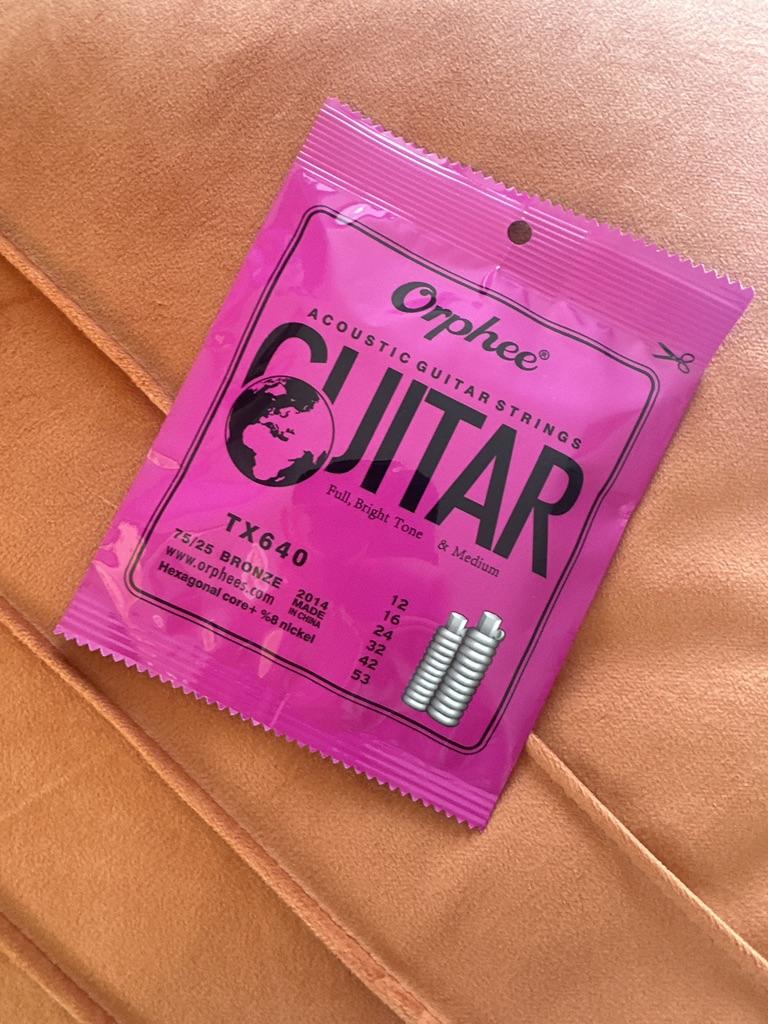 Orphee®
ACOUSTIC GUITAR STRINGS
GUITAR
Full, Bright Tone & Medium
TX640
75/25 BRONZE
www.orphees.com
Hexagonal core+ %8 nickel
2014
MADE
IN CHINA
12
16
24
32
42
53